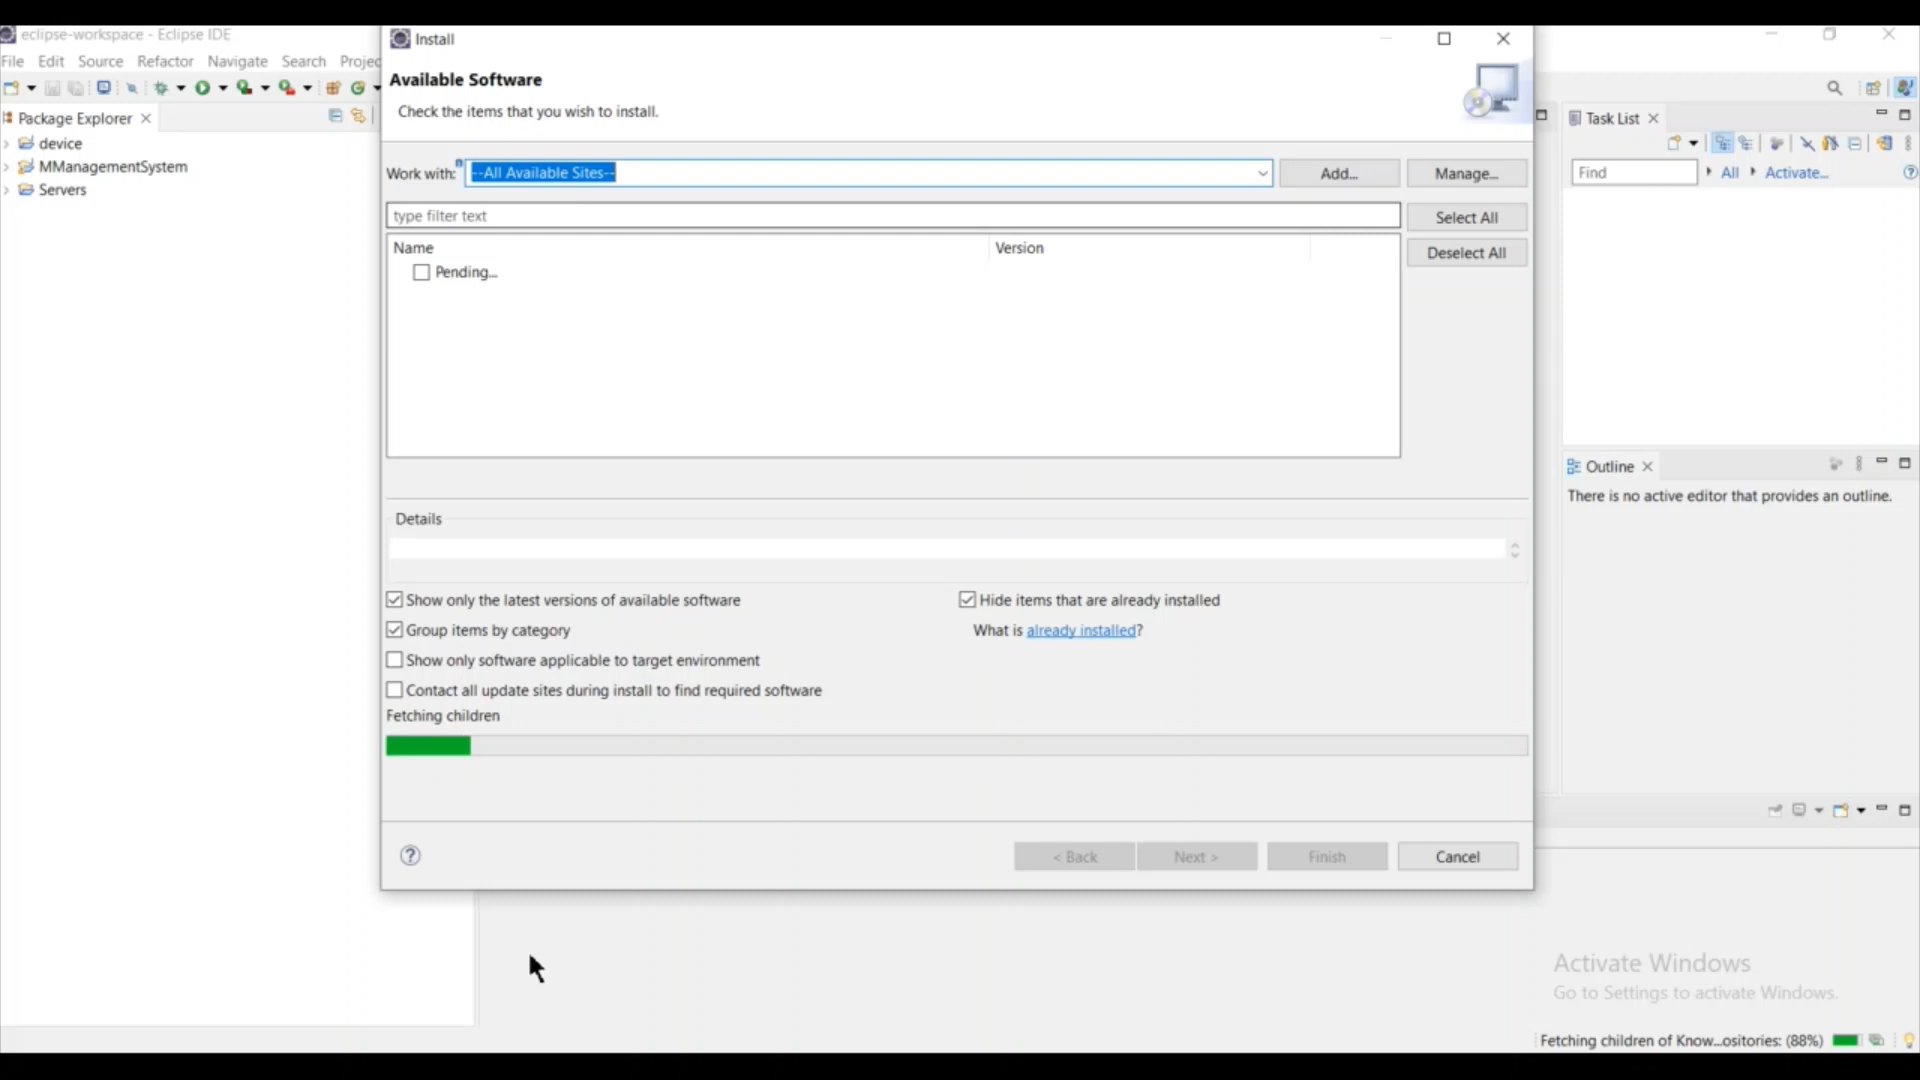 eclipse-workspace - Eclipse IDE
File Edit Source Refactor Navigate Search Projec
Package Explorer
device
MManagementSystem
Servers
Install
Available Software
Check the items that you wish to install.
Work with: --All Available Sites-- Add... Manage...
type filter text Select All
Name Version Deselect All
Pending...
Details
Show only the latest versions of available software Hide items that are already installed
Group items by category What is already installed?
Show only software applicable to target environment
Contact all update sites during install to find required software
Fetching children
< Back Next > Finish Cancel
Task List
Find All Activate...
Outline
There is no active editor that provides an outline.
Activate Windows
Go to Settings to activate Windows.
Fetching children of Know...ositories: (88%)